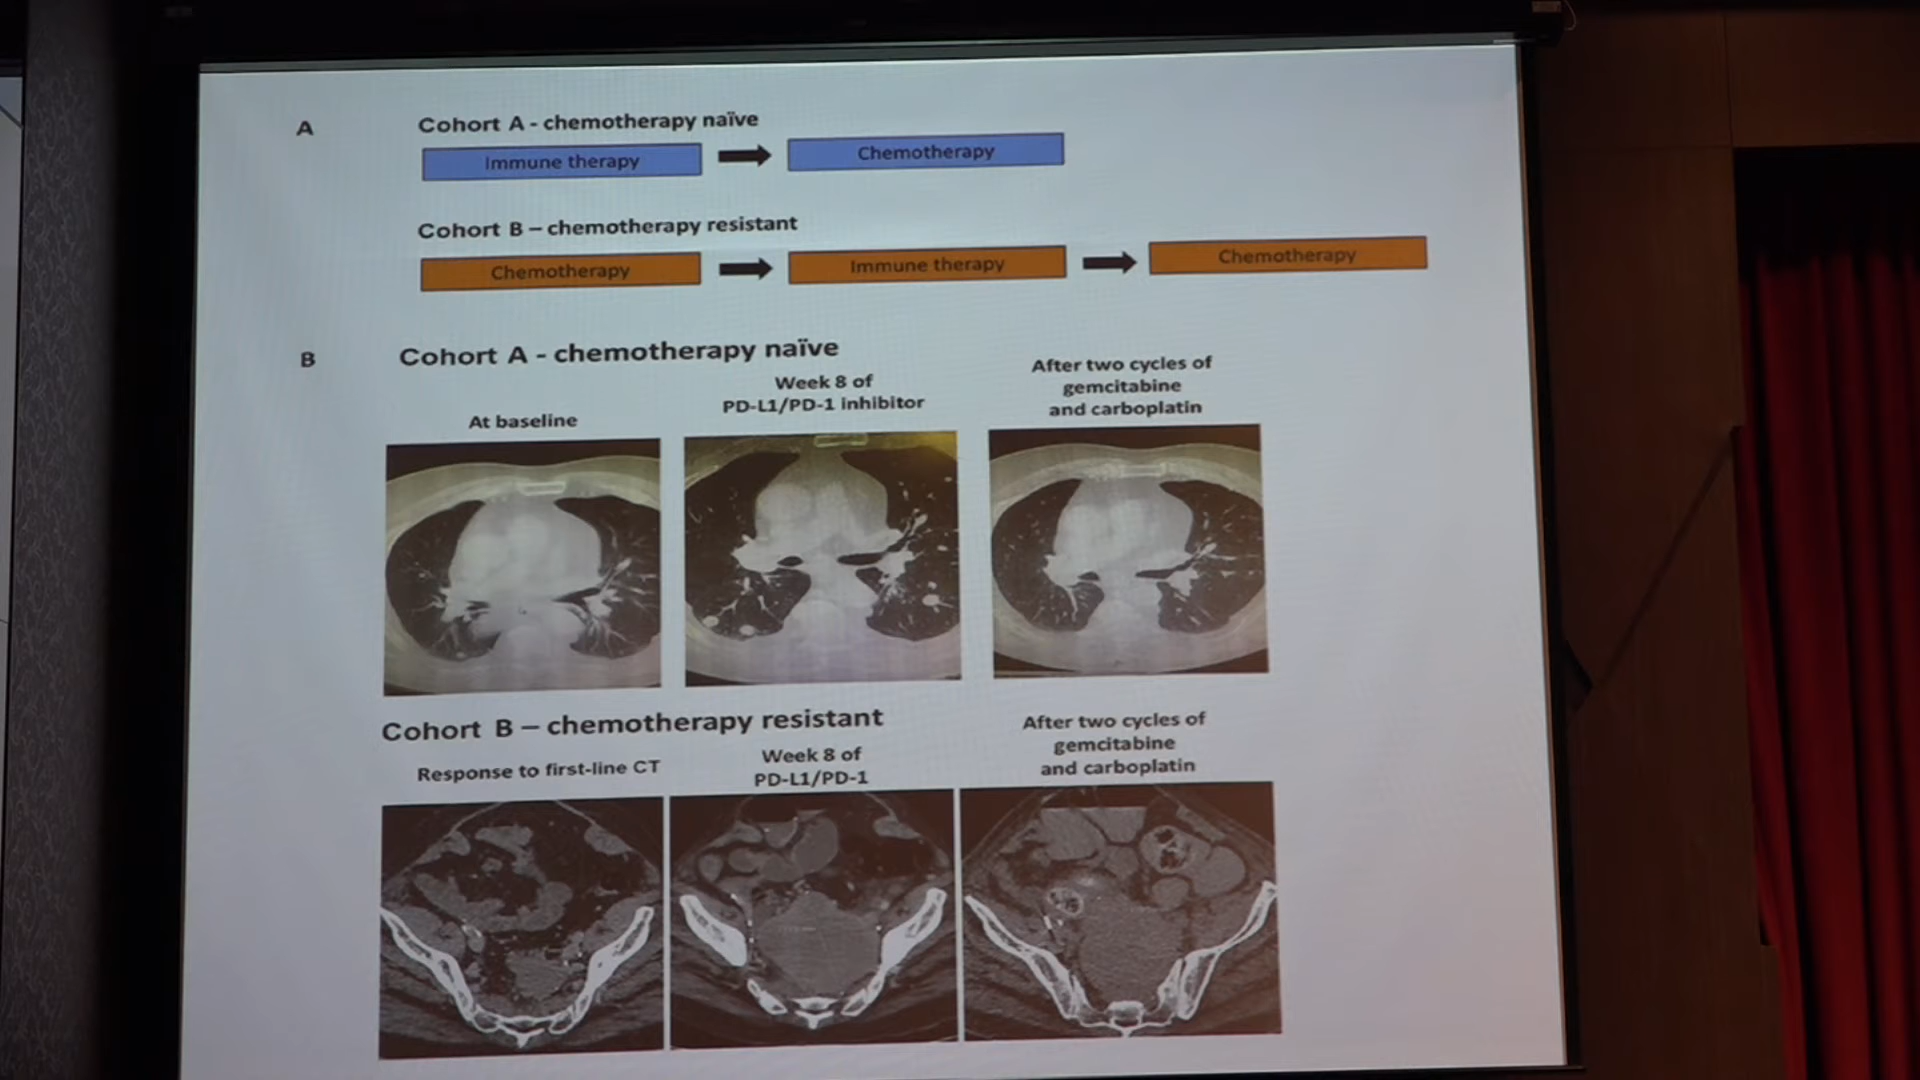 A
Cohort A - chemotherapy naïve
Immune therapy
Chemotherapy
Cohort B – chemotherapy resistant
Chemotherapy
Immune therapy
Chemotherapy
B
Cohort A - chemotherapy naïve
At baseline
Week 8 of
PD-L1/PD-1 inhibitor
After two cycles of
gemcitabine
and carboplatin
Cohort B – chemotherapy resistant
Response to first-line CT
Week 8 of
PD-L1/PD-1
After two cycles of
gemcitabine
and carboplatin